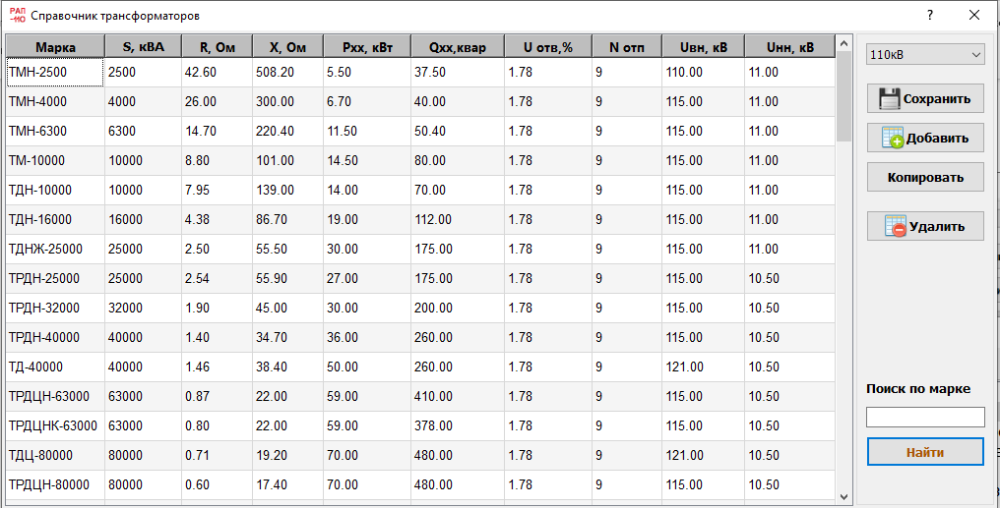 РАП
-110 Справочник трансформаторов ?
Марка S, кВА R, Ом X, Ом Pxx, кВт Qxx,квар U отв,% N отп Uвн, кВ Uнн, кВ
ТМН-2500 2500 42.60 508.20 5.50 37.50 1.78 9 110.00 11.00
ТМН-4000 4000 26.00 300.00 6.70 40.00 1.78 9 115.00 11.00
ТМН-6300 6300 14.70 220.40 11.50 50.40 1.78 9 115.00 11.00
ТМ-10000 10000 8.80 101.00 14.50 80.00 1.78 9 115.00 11.00
ТДН-10000 10000 7.95 139.00 14.00 70.00 1.78 9 115.00 11.00
ТДН-16000 16000 4.38 86.70 19.00 112.00 1.78 9 115.00 11.00
ТДНЖ-25000 25000 2.50 55.50 30.00 175.00 1.78 9 115.00 11.00
ТРДН-25000 25000 2.54 55.90 27.00 175.00 1.78 9 115.00 10.50
ТРДН-32000 32000 1.90 45.00 30.00 200.00 1.78 9 115.00 10.50
ТРДН-40000 40000 1.40 34.70 36.00 260.00 1.78 9 115.00 10.50
ТД-40000 40000 1.46 38.40 50.00 260.00 1.78 9 121.00 10.50
ТРДЦН-63000 63000 0.87 22.00 59.00 410.00 1.78 9 115.00 10.50
ТРДЦНК-63000 63000 0.80 22.00 59.00 378.00 1.78 9 115.00 10.50
ТДЦ-80000 80000 0.71 19.20 70.00 480.00 1.78 9 121.00 10.50
ТРДЦН-80000 80000 0.60 17.40 70.00 480.00 1.78 9 115.00 10.50
110кВ
Сохранить
Добавить
Копировать
Удалить
Поиск по марке
Найти